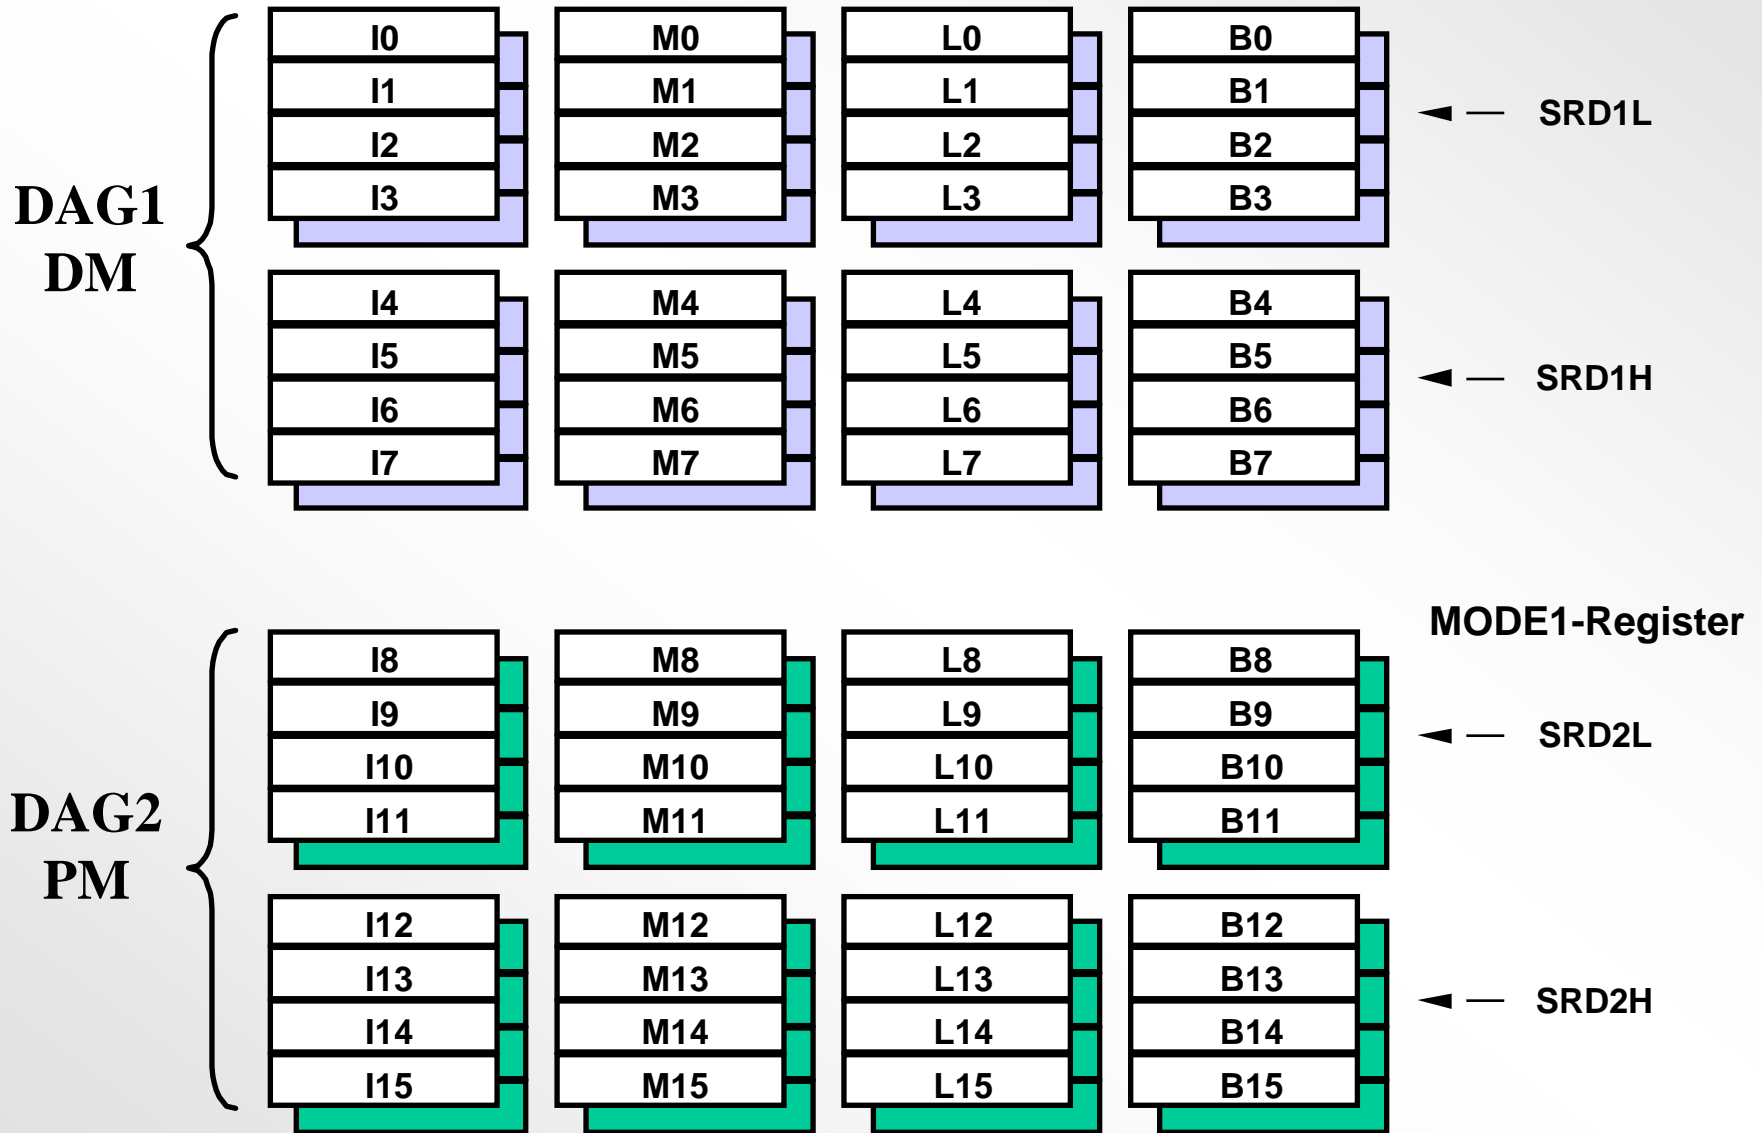 I0 M0 L0 B0
I1 M1 L1 B1 SRD1L
I2 M2 L2 B2
I3 M3 L3 B3
DAG1
DM
I4 M4 L4 B4
I5 M5 L5 B5 SRD1H
I6 M6 L6 B6
I7 M7 L7 B7
MODE1-Register
I8 M8 L8 B8
I9 M9 L9 B9 SRD2L
I10 M10 L10 B10
I11 M11 L11 B11
DAG2
PM
I12 M12 L12 B12
I13 M13 L13 B13 SRD2H
I14 M14 L14 B14
I15 M15 L15 B15